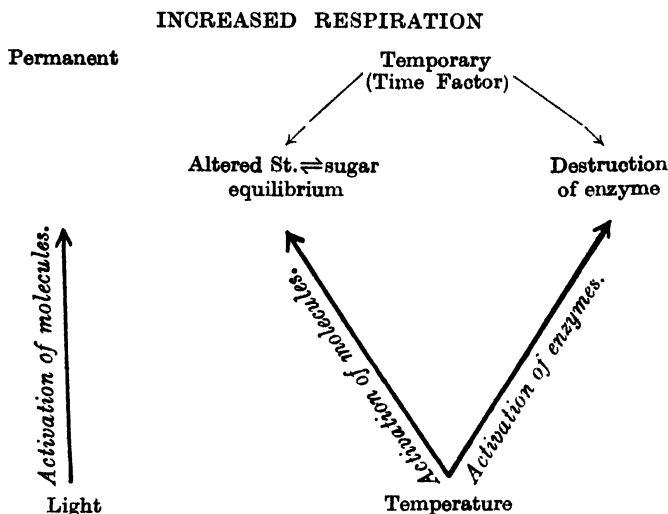 INCREASED RESPIRATION
Permanent
Temporary
(Time Factor)
Altered St.⇌sugar
equilibrium
Destruction
of enzyme
Activation of molecules.
Activation of molecules.
Activation of enzymes.
Light
Temperature